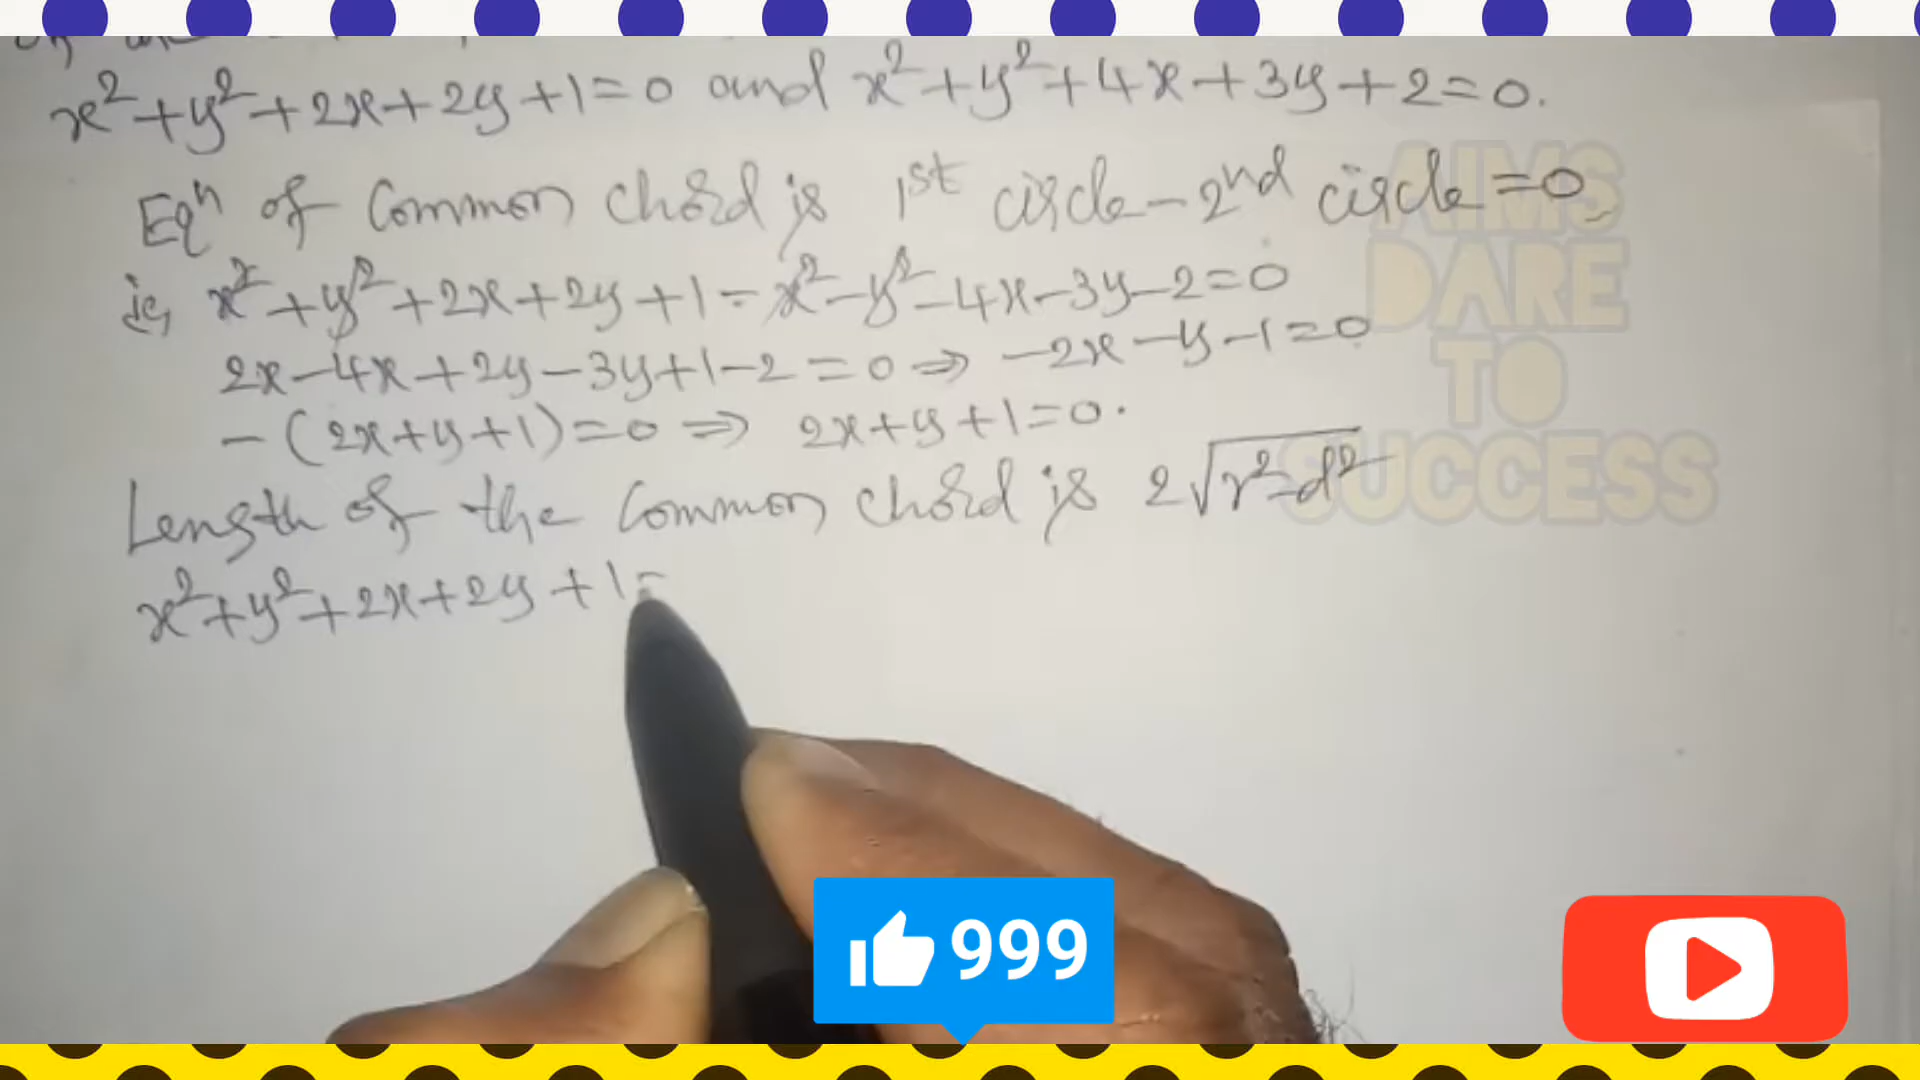 x²+y²+2x+2y+1=0 and x²+y²+4x+3y+2=0.
Eqⁿ of Common chord is 1st circle-2nd circle=0
ie, x²+y²+2x+2y+1-x²-y²-4x-3y-2=0
2x-4x+2y-3y+1-2=0⇒ -2x-y-1=0
-(2x+y+1)=0⇒ 2x+y+1=0.
Length of the Common chord is 2√r²-d²
x²+y²+2x+2y+1=
AIMS
DARE
TO
SUCCESS
999